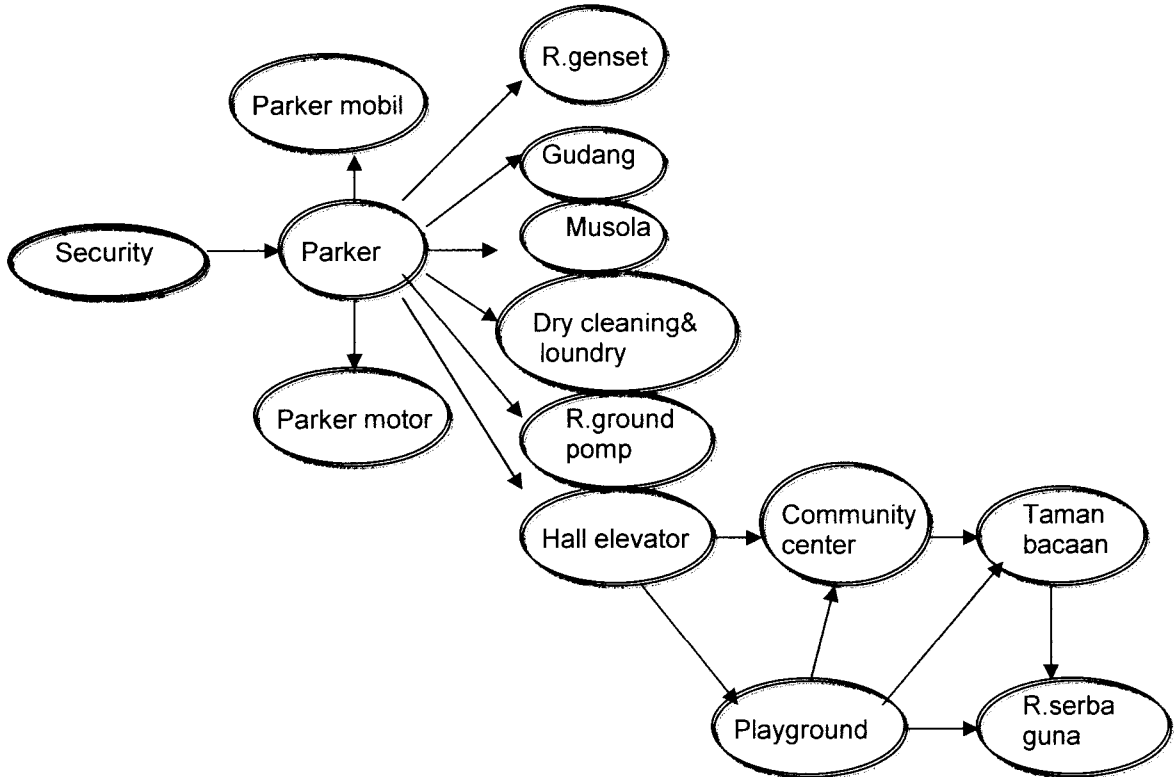 R.genset
Parker mobil
Gudang
Musola
Security
Parker
Dry cleaning&
loundry
Parker motor
R.ground
pomp
Hall elevator
Community
center
Taman
bacaan
Playground
R.serba
guna